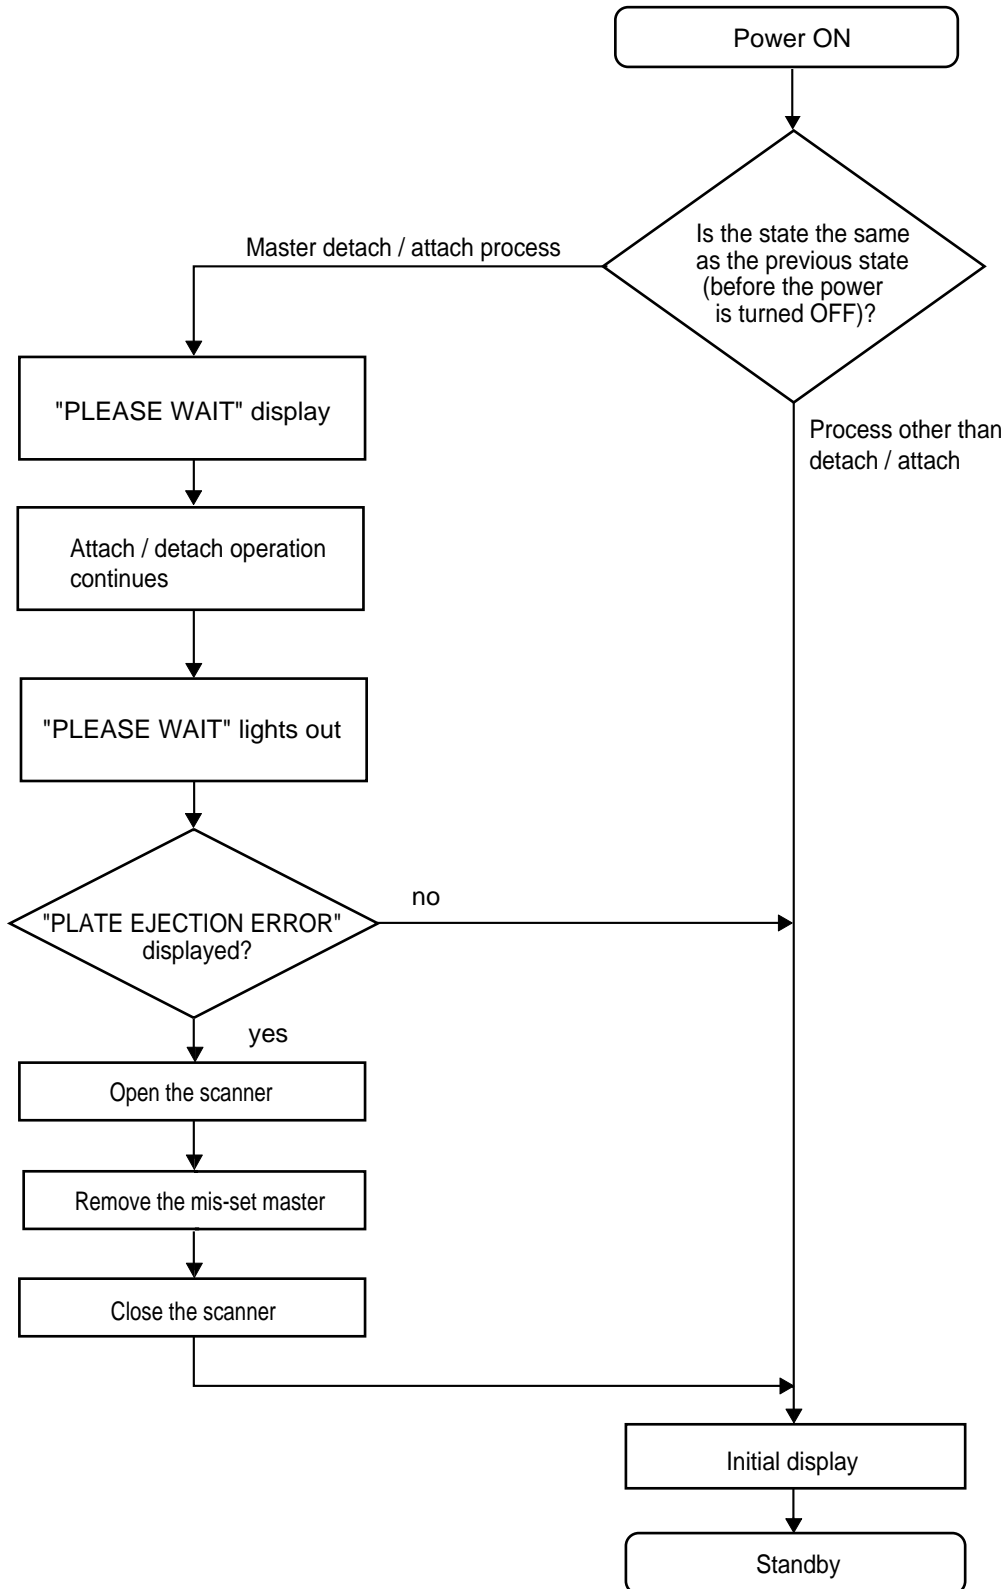 Power ON
Is the state the same
as the previous state
(before the power
is turned OFF)?
Master detach / attach process
Process other than
detach / attach
"PLEASE WAIT" display
Attach / detach operation
continues
"PLEASE WAIT" lights out
"PLATE EJECTION ERROR"
displayed?
no
yes
Open the scanner
Remove the mis-set master
Close the scanner
Initial display
Standby